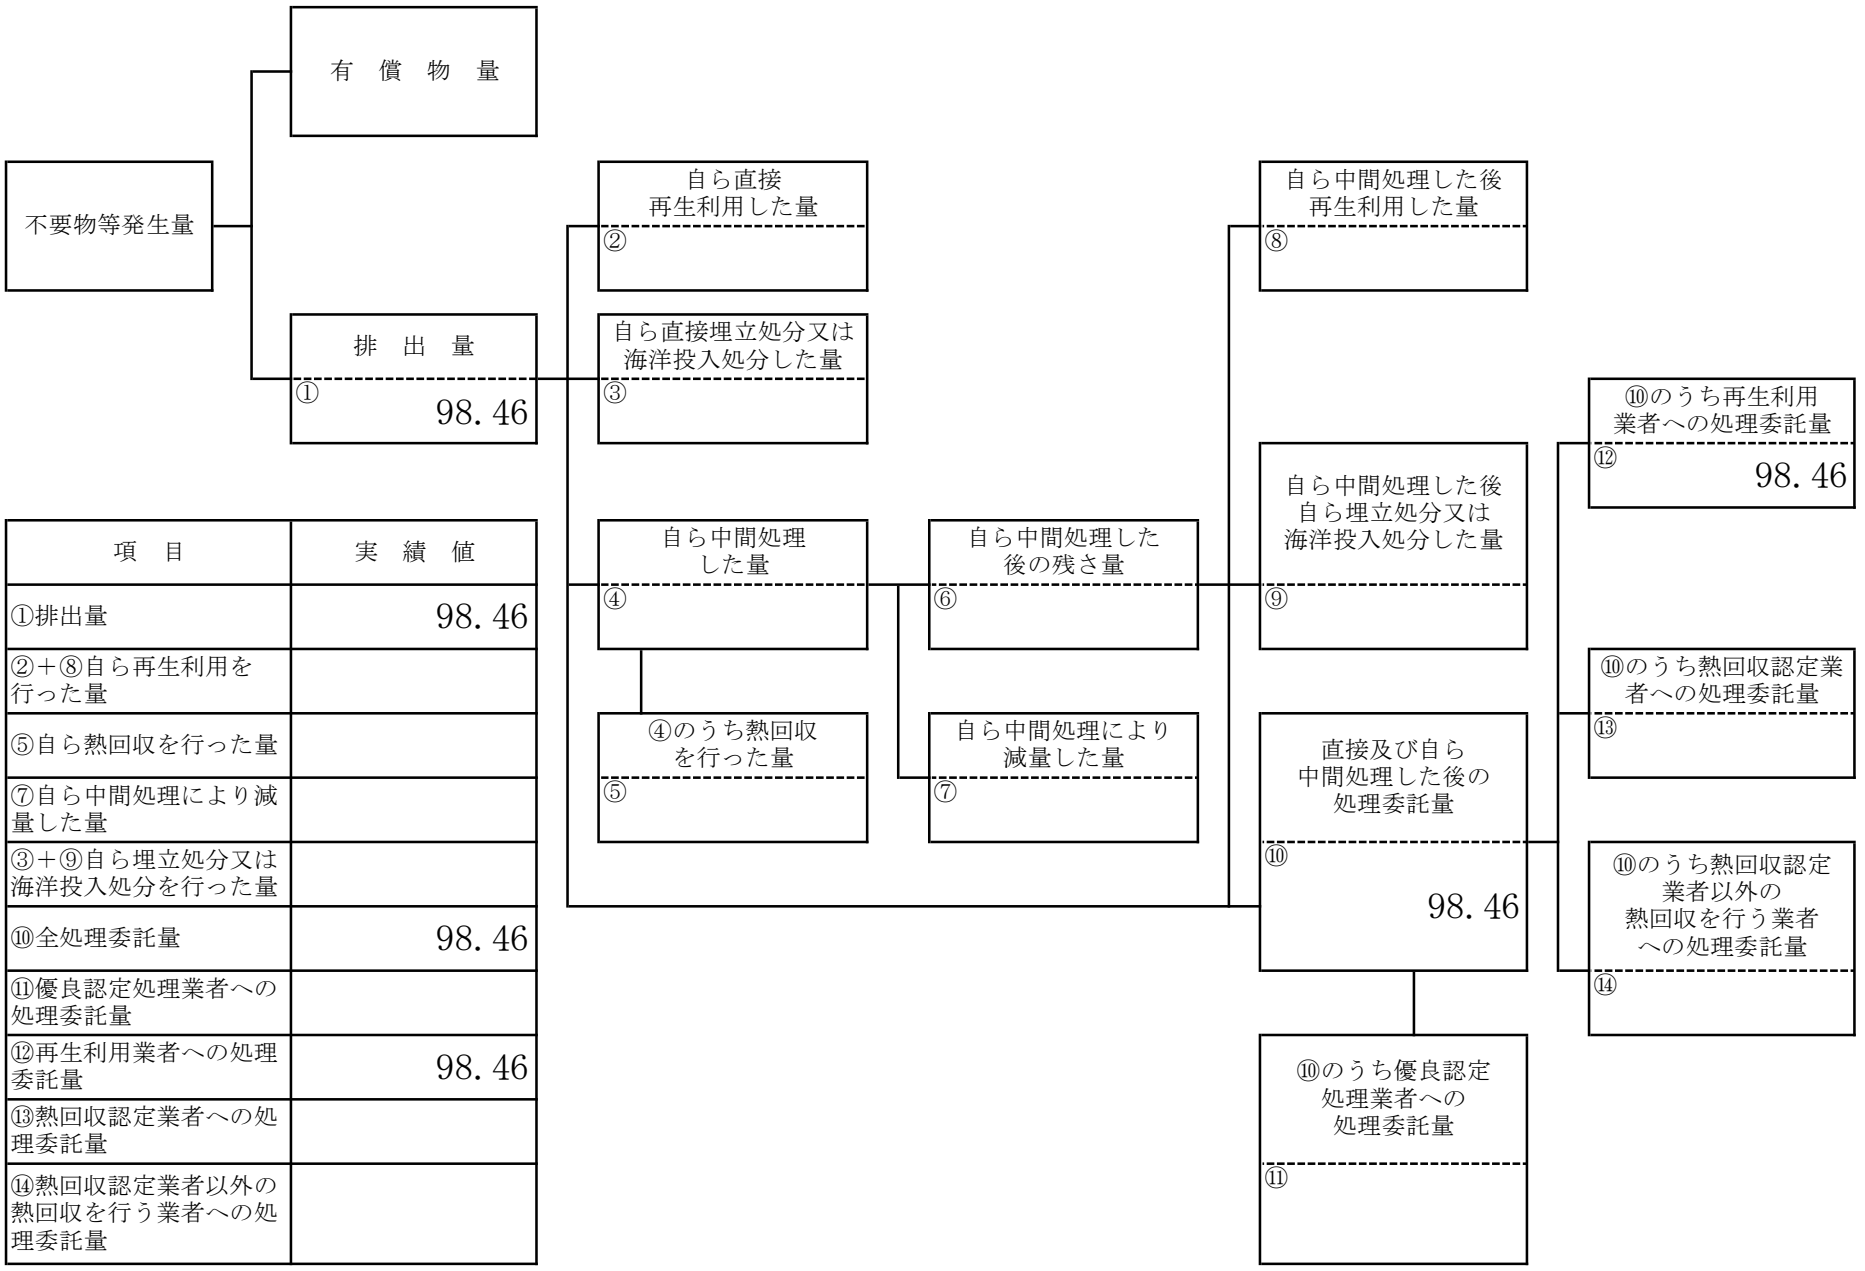 有　償　物　量
不要物等発生量
排　出　量
①
98.46
自ら直接
再生利用した量
②
自ら直接埋立処分又は
海洋投入処分した量
③
自ら中間処理
した量
④
④のうち熱回収
を行った量
⑤
自ら中間処理した
後の残さ量
⑥
自ら中間処理により
減量した量
⑦
自ら中間処理した後
再生利用した量
⑧
自ら中間処理した後
自ら埋立処分又は
海洋投入処分した量
⑨
直接及び自ら
中間処理した後の
処理委託量
⑩
98.46
⑩のうち優良認定
処理業者への
処理委託量
⑪
⑩のうち再生利用
業者への処理委託量
⑫
98.46
⑩のうち熱回収認定業
者への処理委託量
⑬
⑩のうち熱回収認定
業者以外の
熱回収を行う業者
への処理委託量
⑭
項　目　実　績　値
①排出量　98.46
②＋⑧自ら再生利用を
行った量
⑤自ら熱回収を行った量
⑦自ら中間処理により減
量した量
③＋⑨自ら埋立処分又は
海洋投入処分を行った量
⑩全処理委託量　98.46
⑪優良認定処理業者への
処理委託量
⑫再生利用業者への処理
委託量　98.46
⑬熱回収認定業者への処
理委託量
⑭熱回収認定業者以外の
熱回収を行う業者への処
理委託量